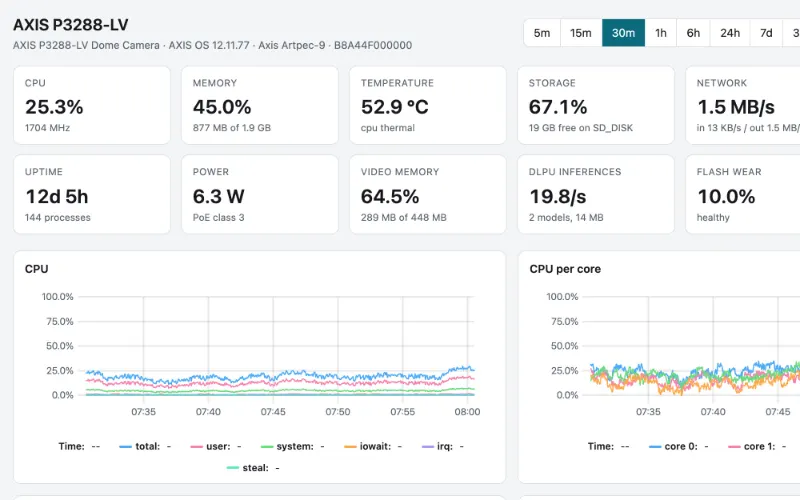 AXIS P3288-LV
AXIS P3288-LV Dome Camera · AXIS OS 12.11.77 · Axis Artpec-9 · B8A44F000000
5m 15m 30m 1h 6h 24h 7d 3
CPU
25.3%
1704 MHz
MEMORY
45.0%
877 MB of 1.9 GB
TEMPERATURE
52.9 °C
cpu thermal
STORAGE
67.1%
19 GB free on SD_DISK
NETWORK
1.5 MB/s
in 13 KB/s / out 1.5 MB/
UPTIME
12d 5h
144 processes
POWER
6.3 W
PoE class 3
VIDEO MEMORY
64.5%
289 MB of 448 MB
DLPU INFERENCES
19.8/s
2 models, 14 MB
FLASH WEAR
10.0%
healthy
CPU
100.0%
75.0%
50.0%
25.0%
0.0%
07:35 07:40 07:45 07:50 07:55 08:00
Time: -- total: - user: - system: - iowait: - irq: -
steal: -
CPU per core
100.0%
75.0%
50.0%
25.0%
0.0%
07:35 07:40 07:45
Time: -- core 0: - core 1: -